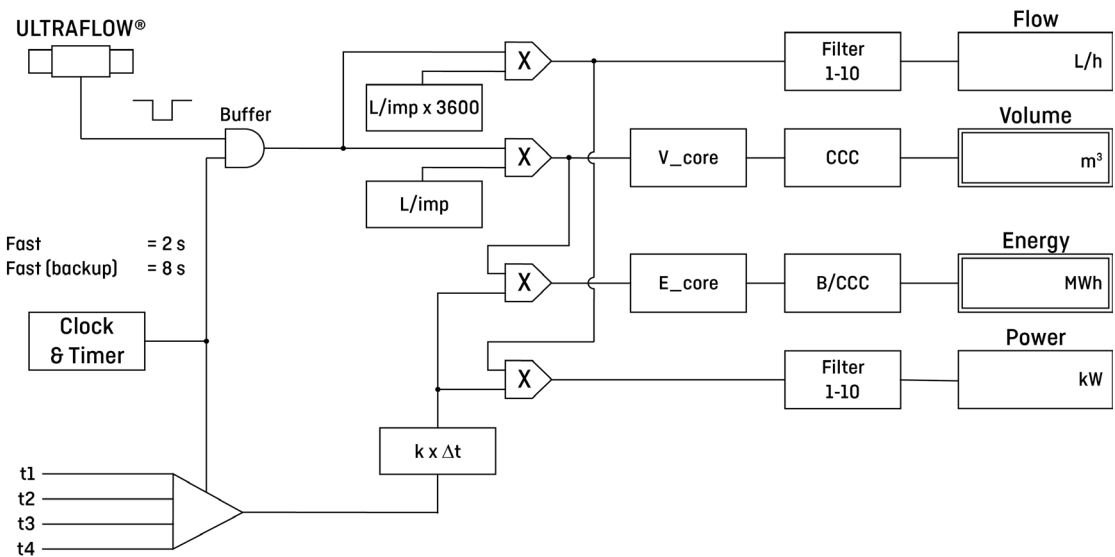 ULTRAFLOW®
Buffer
X
L/imp x 3600
Filter
1-10
Flow
L/h
X
L/imp
V_core
CCC
Volume
m³
Fast = 2 s
Fast (backup) = 8 s
X
E_core
B/CCC
Energy
MWh
Clock
& Timer
X
Filter
1-10
Power
kW
k x Δt
t1
t2
t3
t4